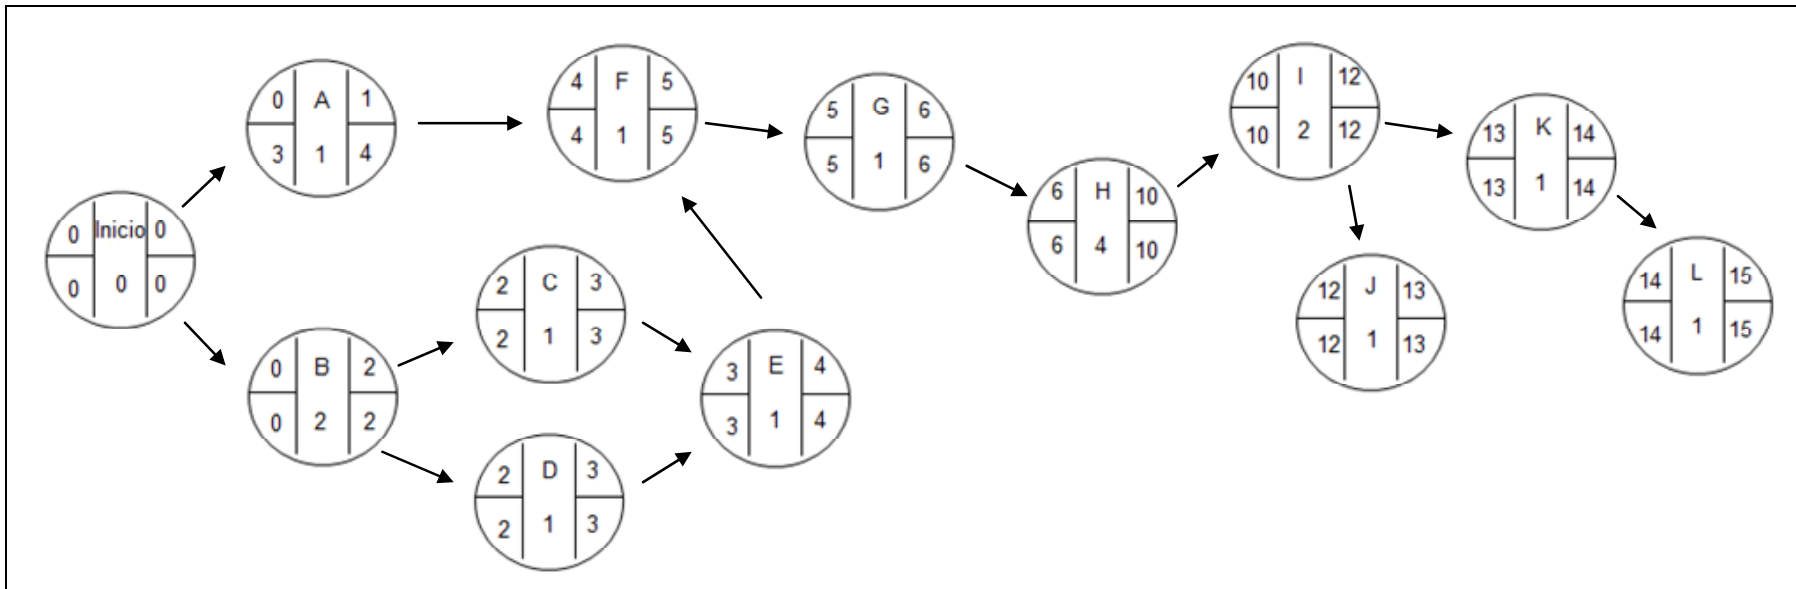 0 Inicio 0
0 0 0
0 A 1
3 1 4
0 B 2
0 2 2
2 C 3
2 1 3
2 D 3
2 1 3
3 E 4
3 1 4
4 F 5
4 1 5
5 G 6
5 1 6
6 H 10
6 4 10
10 I 12
10 2 12
12 J 13
12 1 13
13 K 14
13 1 14
14 L 15
14 1 15